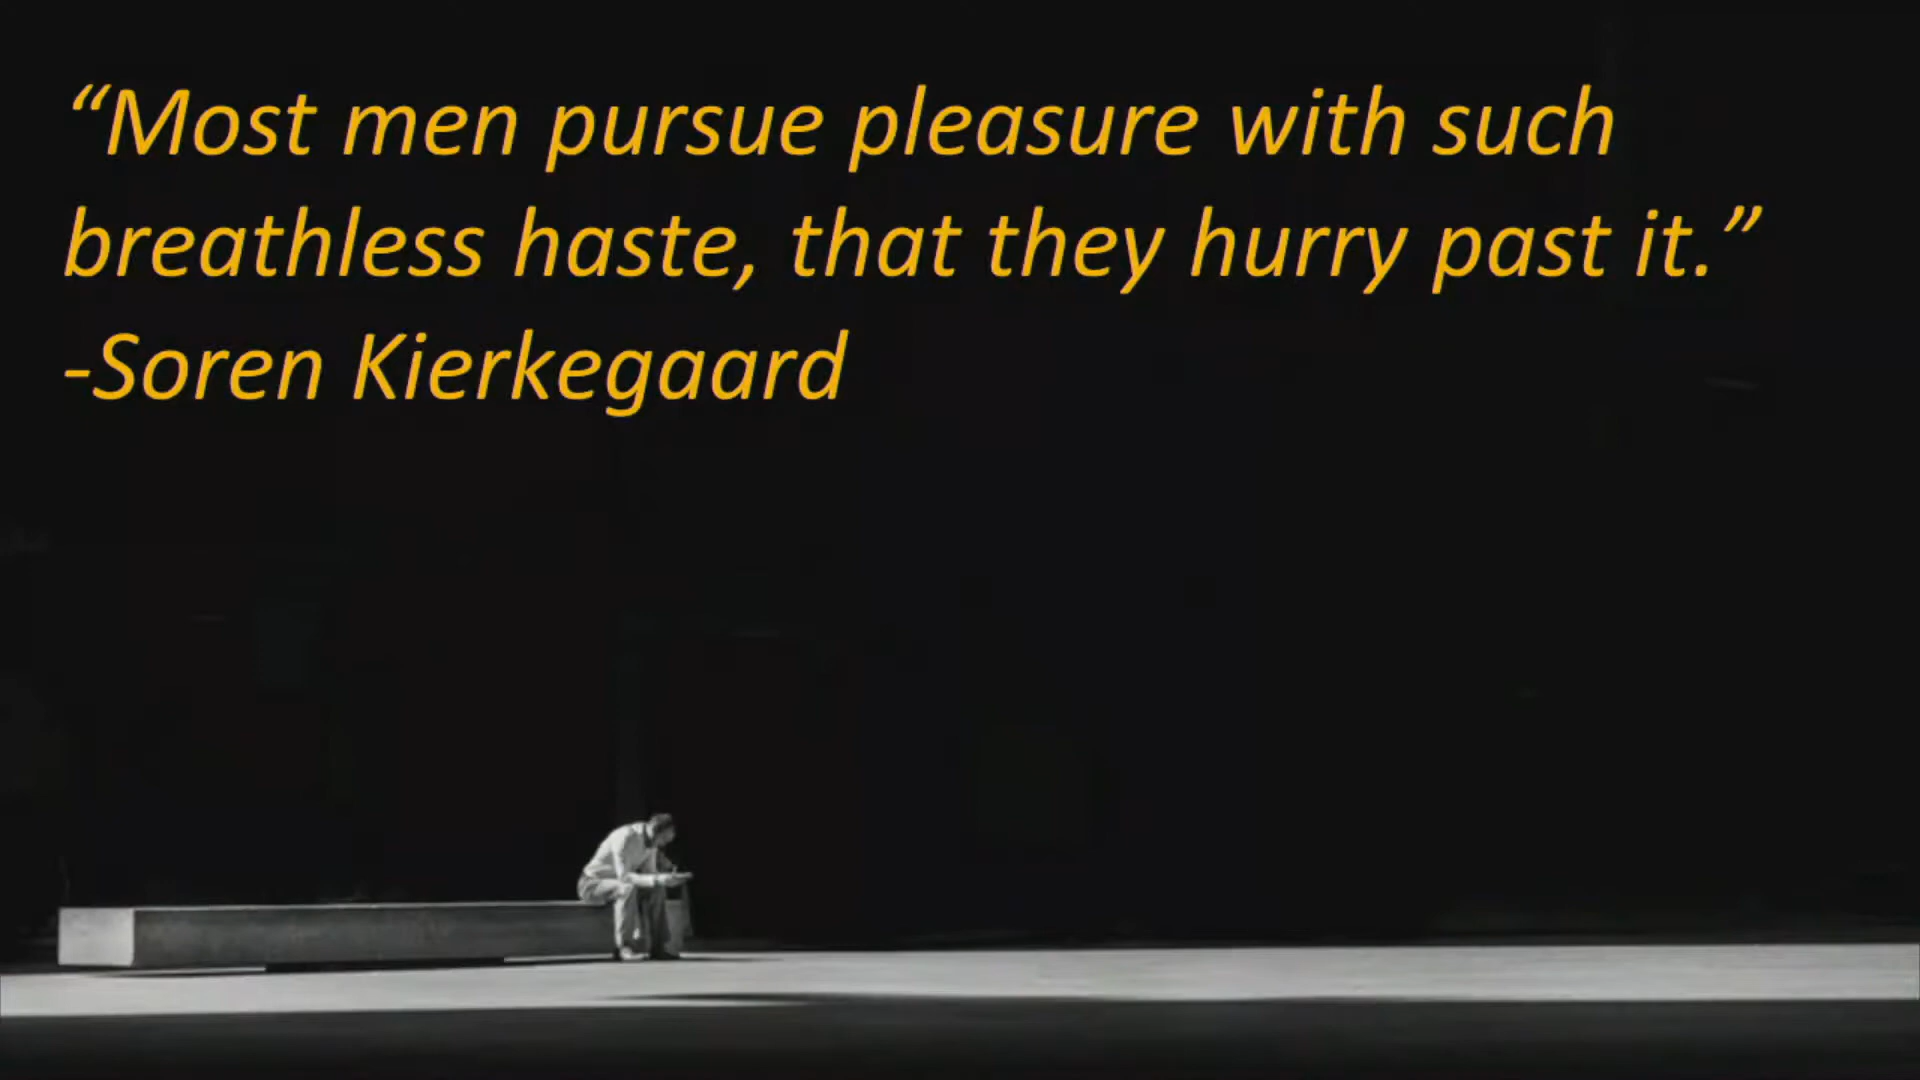 “Most men pursue pleasure with such
breathless haste, that they hurry past it.”
-Soren Kierkegaard